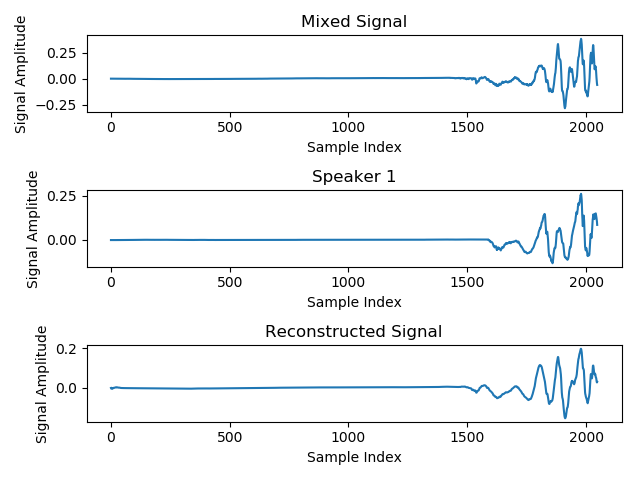 Mixed Signal
Signal Amplitude
0.25
0.00
−0.25
0 500 1000 1500 2000
Sample Index
Speaker 1
Signal Amplitude
0.25
0.00
0 500 1000 1500 2000
Sample Index
Reconstructed Signal
Signal Amplitude
0.2
0.0
0 500 1000 1500 2000
Sample Index